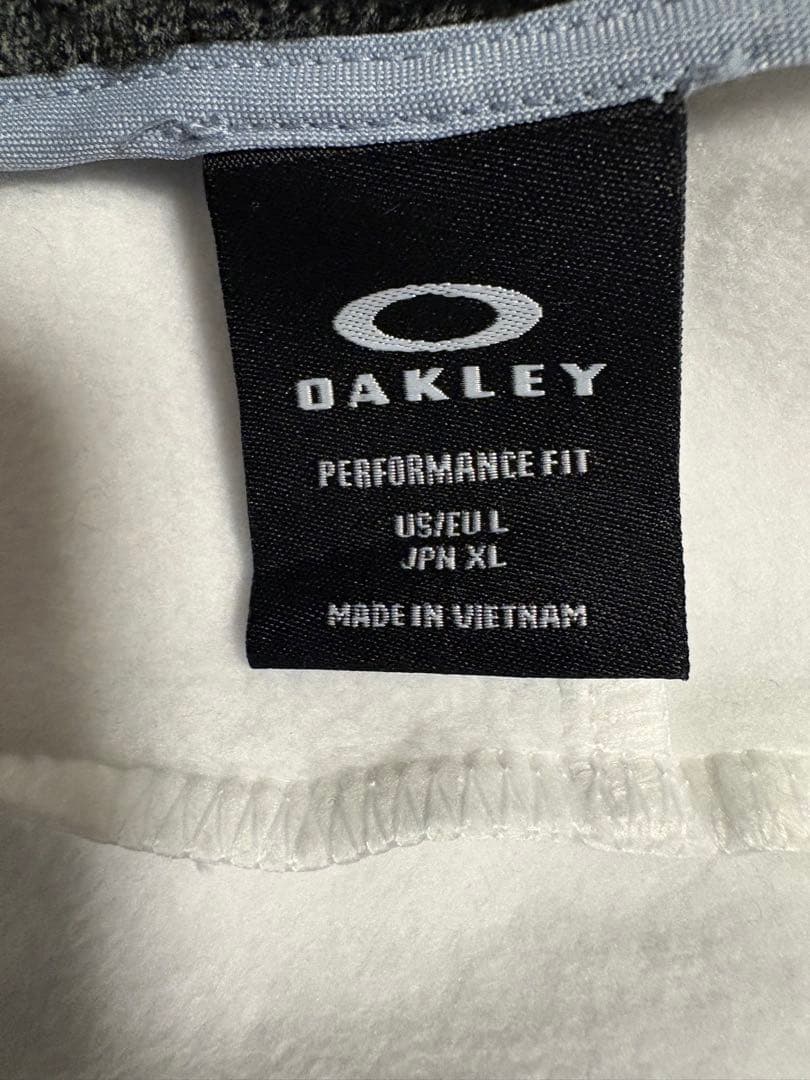 OAKLEY
PERFORMANCE FIT
US/EU L
JPN XL
MADE IN VIETNAM